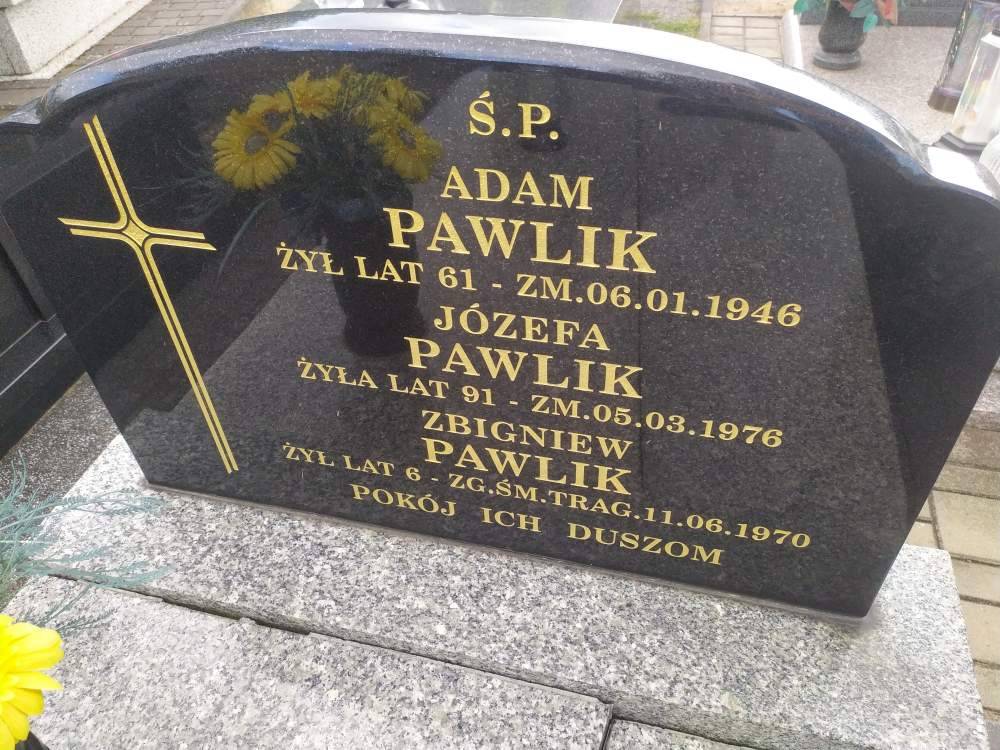 Ś.P.
ADAM
PAWLIK
ŻYŁ LAT 61 - ZM.06.01.1946
JÓZEFA
PAWLIK
ŻYŁA LAT 91 - ZM.05.03.1976
ZBIGNIEW
PAWLIK
ŻYŁ LAT 6 - ZG.ŚM.TRAG.11.06.1970
POKÓJ ICH DUSZOM